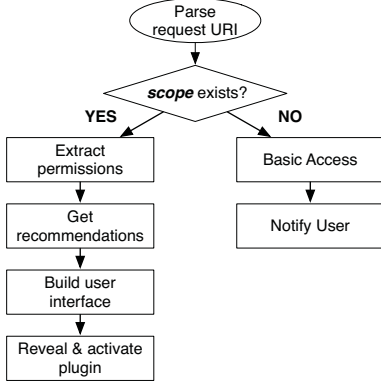 Parse
request URI
scope exists?
YES
NO
Extract
permissions
Basic Access
Get
recommendations
Notify User
Build user
interface
Reveal & activate
plugin